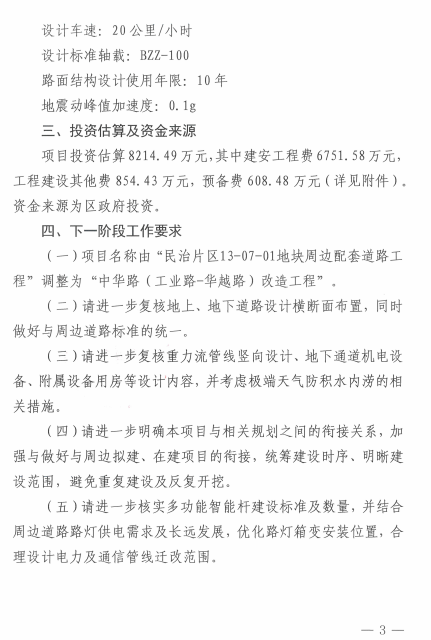 设计车速：20公里/小时
设计标准轴载：BZZ-100
路面结构设计使用年限：10年
地震动峰值加速度：0.1g
三、投资估算及资金来源
项目投资估算8214.49万元,其中建安工程费6751.58万元,
工程建设其他费854.43万元，预备费608.48万元（详见附件）。
资金来源为区政府投资。
四、下一阶段工作要求
（一）项目名称由“民治片区13-07-01地块周边配套道路工
程”调整为“中华路（工业路-华越路）改造工程”。
（二）请进一步复核地上、地下道路设计横断面布置，同时
做好与周边道路标准的统一。
（三）请进一步复核重力流管线竖向设计、地下通道机电设
备、附属设备用房等设计内容，并考虑极端天气防积水内涝的相
关措施。
（四）请进一步明确本项目与相关规划之间的衔接关系，加
强与做好与周边拟建、在建项目的衔接，统筹建设时序、明晰建
设范围，避免重复建设及反复开挖。
（五）请进一步核实多功能智能杆建设标准及数量，并结合
周边道路路灯供电需求及长远发展，优化路灯箱变安装位置，合
理设计电力及通信管线迁改范围。
— 3 —